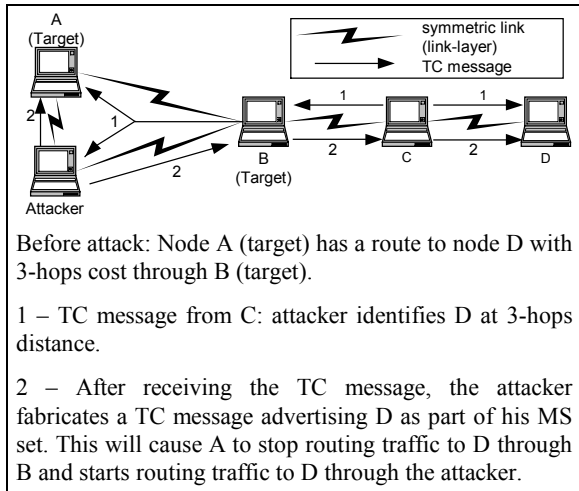 A
(Target)
symmetric link
(link-layer)
TC message
1
1
2
1
2
B
(Target)
2
C
2
D
Attacker
Before attack: Node A (target) has a route to node D with
3-hops cost through B (target).
1 – TC message from C: attacker identifies D at 3-hops
distance.
2 – After receiving the TC message, the attacker
fabricates a TC message advertising D as part of his MS
set. This will cause A to stop routing traffic to D through
B and starts routing traffic to D through the attacker.